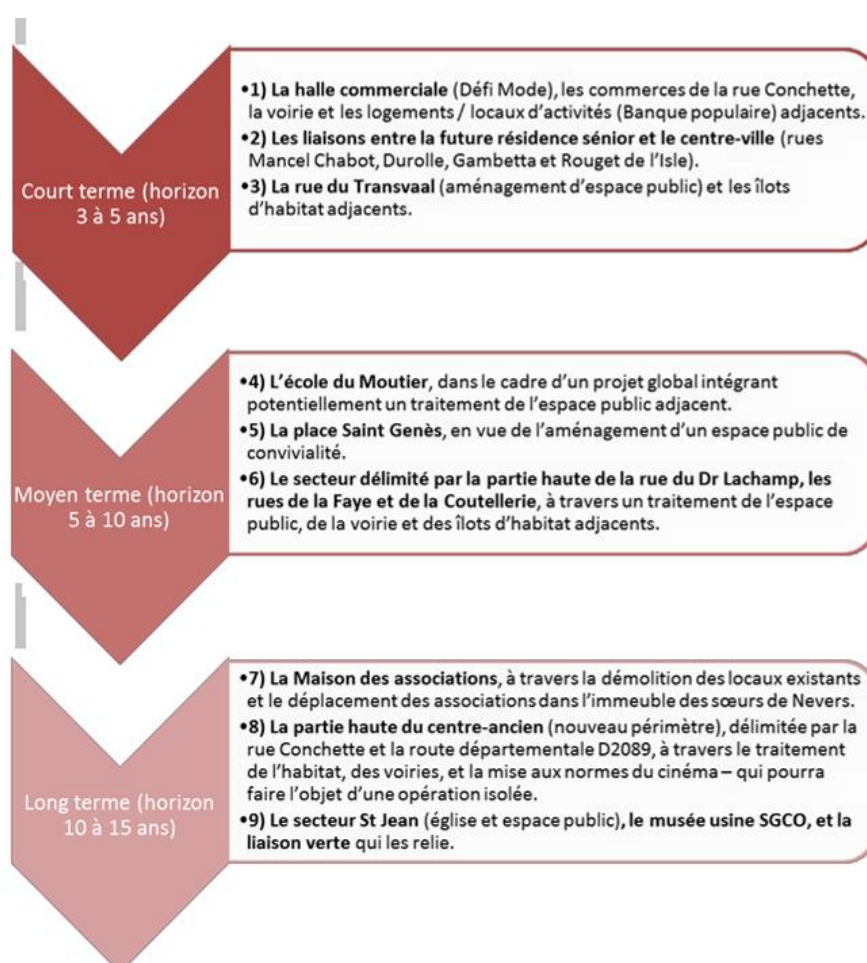 Court terme (horizon
3 à 5 ans)
•1) La halle commerciale (Défi Mode), les commerces de la rue Conchette,
la voirie et les logements / locaux d'activités (Banque populaire) adjacents.
•2) Les liaisons entre la future résidence sénior et le centre-ville (rues
Mancel Chabot, Durolle, Gambetta et Rouget de l'Isle).
•3) La rue du Transvaal (aménagement d'espace public) et les îlots
d'habitat adjacents.
Moyen terme (horizon
5 à 10 ans)
•4) L'école du Moutier, dans le cadre d'un projet global intégrant
potentiellement un traitement de l'espace public adjacent.
•5) La place Saint Genès, en vue de l'aménagement d'un espace public de
convivialité.
•6) Le secteur délimité par la partie haute de la rue du Dr Lachamp, les
rues de la Faye et de la Coutellerie, à travers un traitement de l'espace
public, de la voirie et des îlots d'habitat adjacents.
Long terme (horizon
10 à 15 ans)
•7) La Maison des associations, à travers la démolition des locaux existants
et le déplacement des associations dans l'immeuble des sœurs de Nevers.
•8) La partie haute du centre-ancien (nouveau périmètre), délimitée par la
rue Conchette et la route départementale D2089, à travers le traitement
de l'habitat, des voiries, et la mise aux normes du cinéma – qui pourra
faire l'objet d'une opération isolée.
•9) Le secteur St Jean (église et espace public), le musée usine SGCO, et la
liaison verte qui les relie.